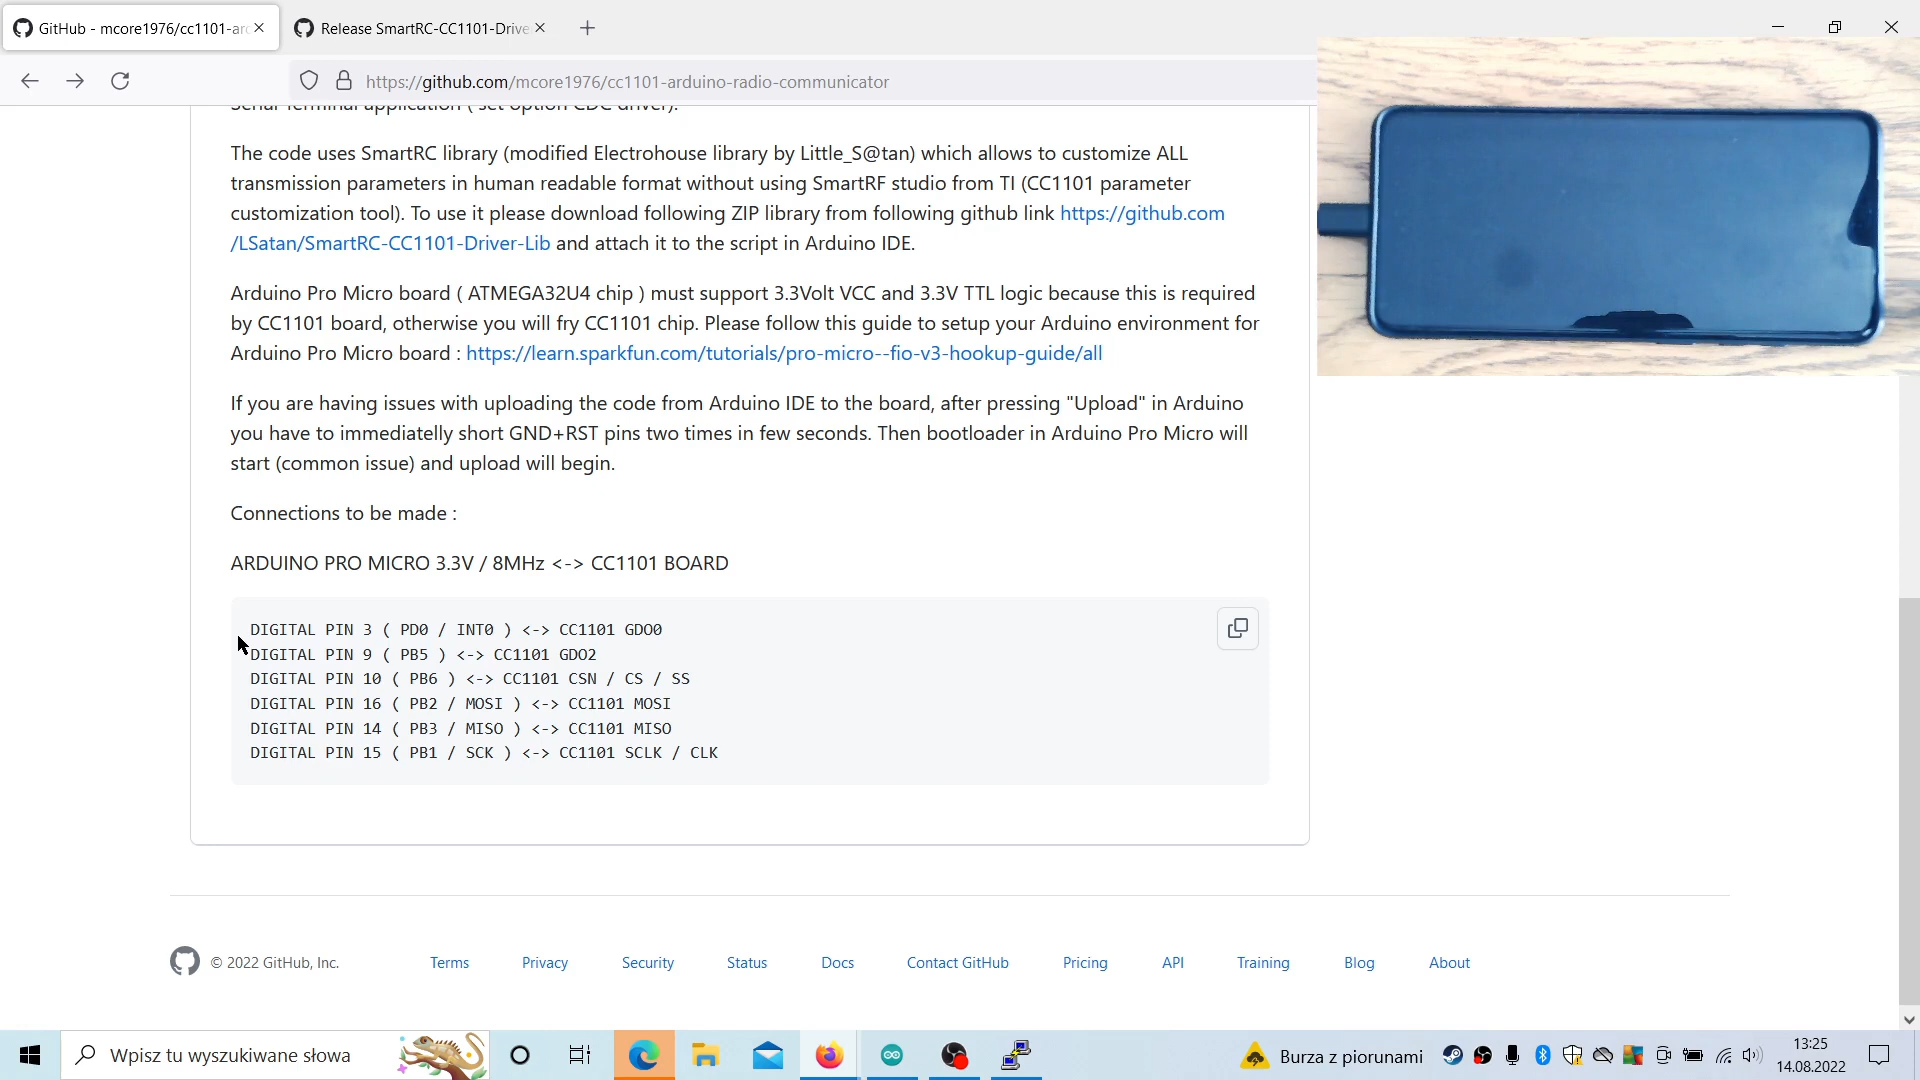 GitHub - mcore1976/cc1101-ar
Release SmartRC-CC1101-Drive
https://github.com/mcore1976/cc1101-arduino-radio-communicator
Serial Terminal application ( set option CDC driver).
The code uses SmartRC library (modified Electrohouse library by Little_S@tan) which allows to customize ALL
transmission parameters in human readable format without using SmartRF studio from TI (CC1101 parameter
customization tool). To use it please download following ZIP library from following github link https://github.com
/LSatan/SmartRC-CC1101-Driver-Lib and attach it to the script in Arduino IDE.
Arduino Pro Micro board ( ATMEGA32U4 chip ) must support 3.3Volt VCC and 3.3V TTL logic because this is required
by CC1101 board, otherwise you will fry CC1101 chip. Please follow this guide to setup your Arduino environment for
Arduino Pro Micro board : https://learn.sparkfun.com/tutorials/pro-micro--fio-v3-hookup-guide/all
If you are having issues with uploading the code from Arduino IDE to the board, after pressing "Upload" in Arduino
you have to immediatelly short GND+RST pins two times in few seconds. Then bootloader in Arduino Pro Micro will
start (common issue) and upload will begin.
Connections to be made :
ARDUINO PRO MICRO 3.3V / 8MHz <-> CC1101 BOARD
DIGITAL PIN 3 ( PD0 / INT0 ) <-> CC1101 GDO0
DIGITAL PIN 9 ( PB5 ) <-> CC1101 GDO2
DIGITAL PIN 10 ( PB6 ) <-> CC1101 CSN / CS / SS
DIGITAL PIN 16 ( PB2 / MOSI ) <-> CC1101 MOSI
DIGITAL PIN 14 ( PB3 / MISO ) <-> CC1101 MISO
DIGITAL PIN 15 ( PB1 / SCK ) <-> CC1101 SCLK / CLK
© 2022 GitHub, Inc.
Terms
Privacy
Security
Status
Docs
Contact GitHub
Pricing
API
Training
Blog
About
Wpisz tu wyszukiwane słowa
Burza z piorunami
13:25
14.08.2022